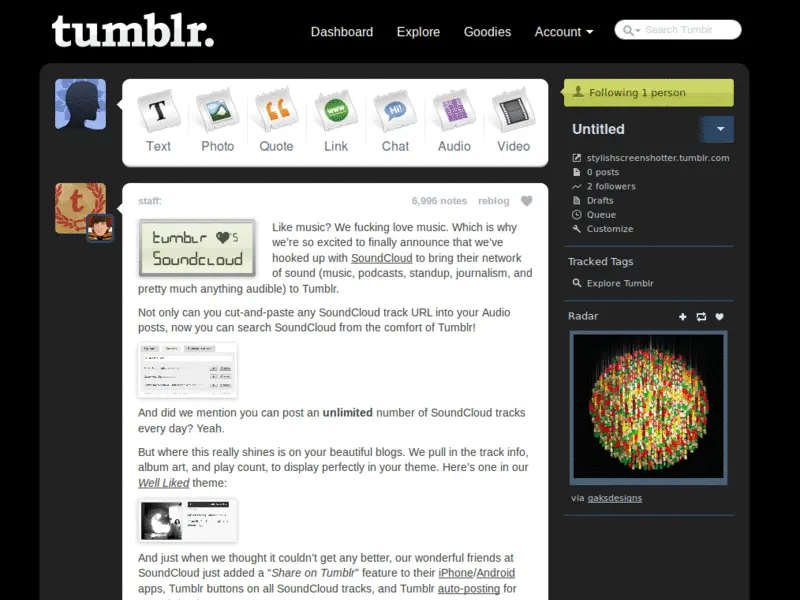 tumblr.
Dashboard Explore Goodies Account Search Tumblr
T www Hi!
Text Photo Quote Link Chat Audio Video
staff: 6,996 notes reblog
tumblr 's
SoundCloud
Like music? We fucking love music. Which is why
we're so excited to finally announce that we've
hooked up with SoundCloud to bring their network
of sound (music, podcasts, standup, journalism, and
pretty much anything audible) to Tumblr.
Not only can you cut-and-paste any SoundCloud track URL into your Audio
posts, now you can search SoundCloud from the comfort of Tumblr!
And did we mention you can post an unlimited number of SoundCloud tracks
every day? Yeah.
But where this really shines is on your beautiful blogs. We pull in the track info,
album art, and play count, to display perfectly in your theme. Here's one in our
Well Liked theme:
And just when we thought it couldn't get any better, our wonderful friends at
SoundCloud just added a “Share on Tumblr” feature to their iPhone/Android
apps, Tumblr buttons on all SoundCloud tracks, and Tumblr auto-posting for
Following 1 person
Untitled
stylishscreenshotter.tumblr.com
0 posts
2 followers
Drafts
Queue
Customize
Tracked Tags
Explore Tumblr
Radar
via qaksdesigns